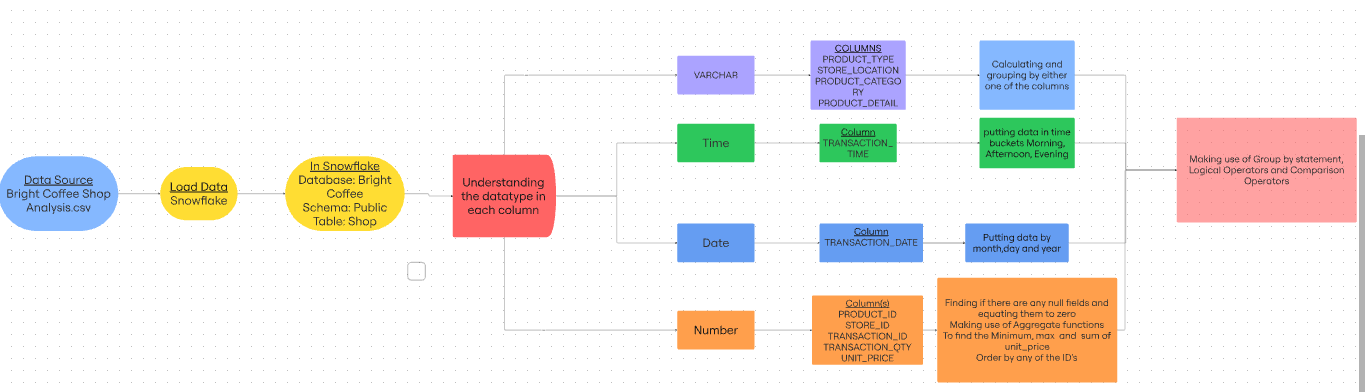 Data Source
Bright Coffee Shop
Analysis.csv
Load Data
Snowflake
In Snowflake
Database: Bright
Coffee
Schema: Public
Table: Shop
Understanding
the datatype in
each column
VARCHAR
COLUMNS
PRODUCT_TYPE
STORE_LOCATION
PRODUCT_CATEGO
RY
PRODUCT_DETAIL
Calculating and
grouping by either
one of the columns
Time
Column
TRANSACTION_
TIME
putting data in time
buckets Morning,
Afternoon, Evening
Date
Column
TRANSACTION_DATE
Putting data by
month,day and year
Number
Column(s)
PRODUCT_ID
STORE_ID
TRANSACTION_ID
TRANSACTION_QTY
UNIT_PRICE
Finding if there are any null fields and
equating them to zero
Making use of Aggregate functions
To find the Minimum, max and sum of
unit_price
Order by any of the ID's
Making use of Group by statement,
Logical Operators and Comparison
Operators